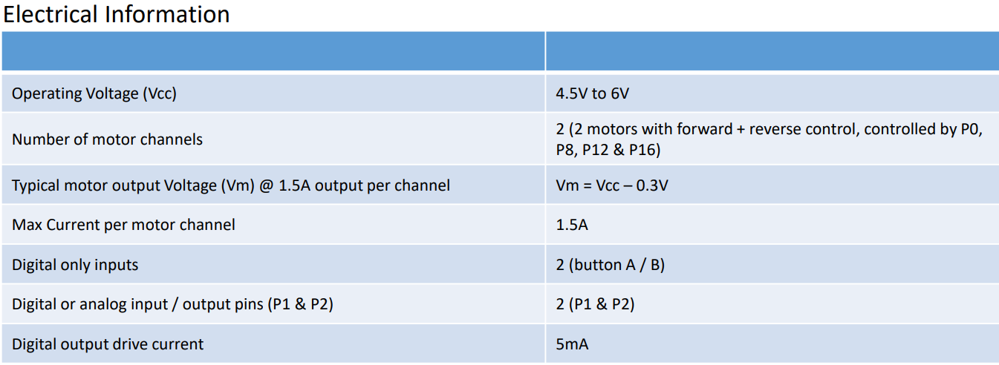 Electrical Information
Operating Voltage (Vcc)
4.5V to 6V
Number of motor channels
2 (2 motors with forward + reverse control, controlled by P0,
P8, P12 & P16)
Typical motor output Voltage (Vm) @ 1.5A output per channel
Vm = Vcc – 0.3V
Max Current per motor channel
1.5A
Digital only inputs
2 (button A / B)
Digital or analog input / output pins (P1 & P2)
2 (P1 & P2)
Digital output drive current
5mA